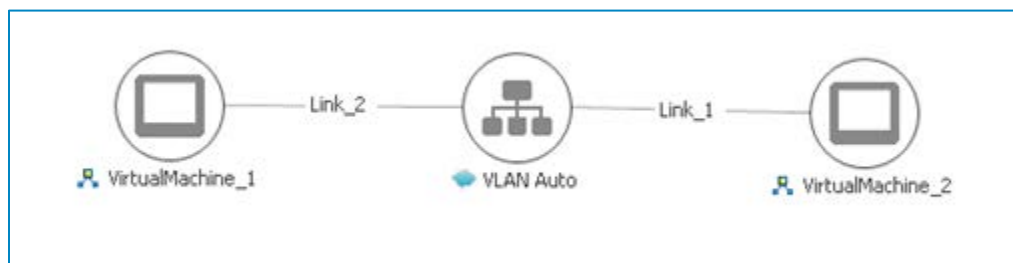 Link_2
Link_1
VirtualMachine_1
VLAN Auto
VirtualMachine_2